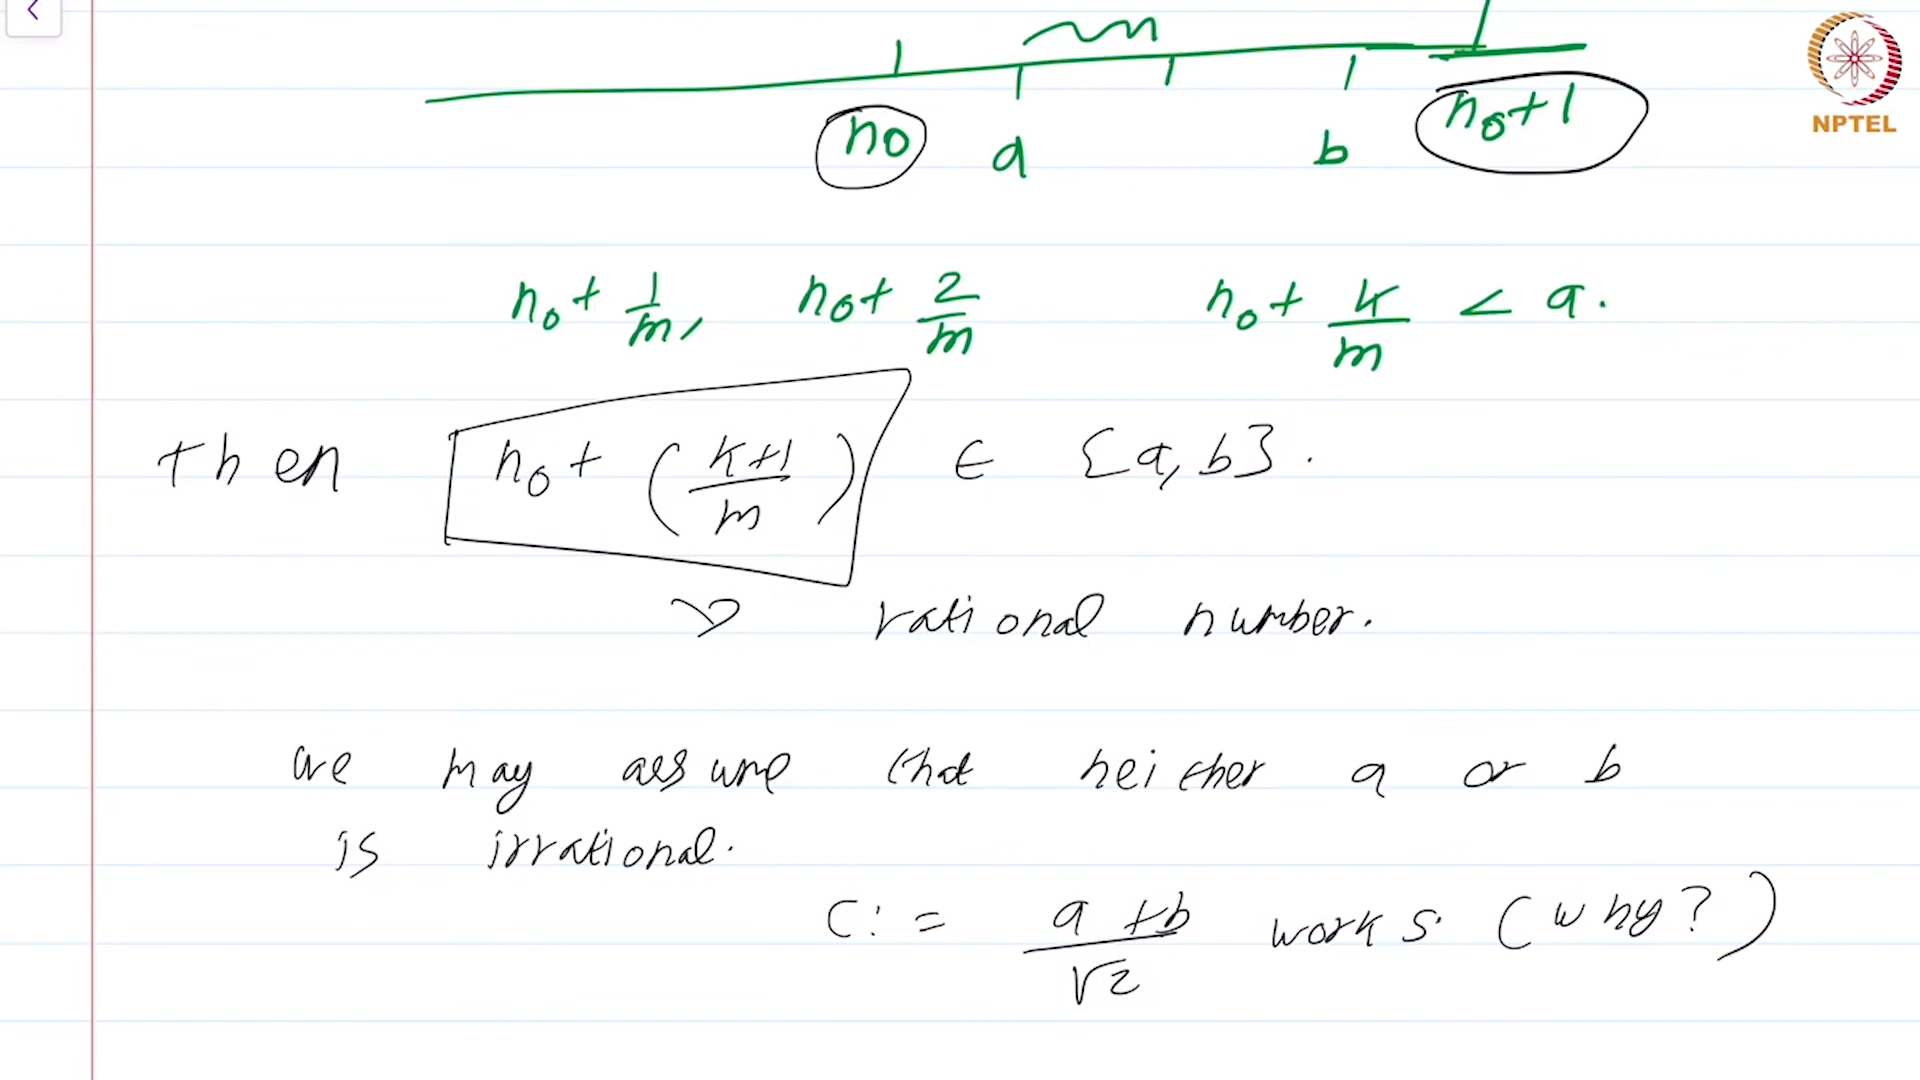 n₀ a b n₀+1
NPTEL
n₀ + 1/m, n₀+ 2/m n₀+ k/m < a.
then n₀ + (k+1/m) ∈ {a, b}.
rational number.
we may assume that neither a or b
is irrational.
C := a+b/√2 works. (why?)